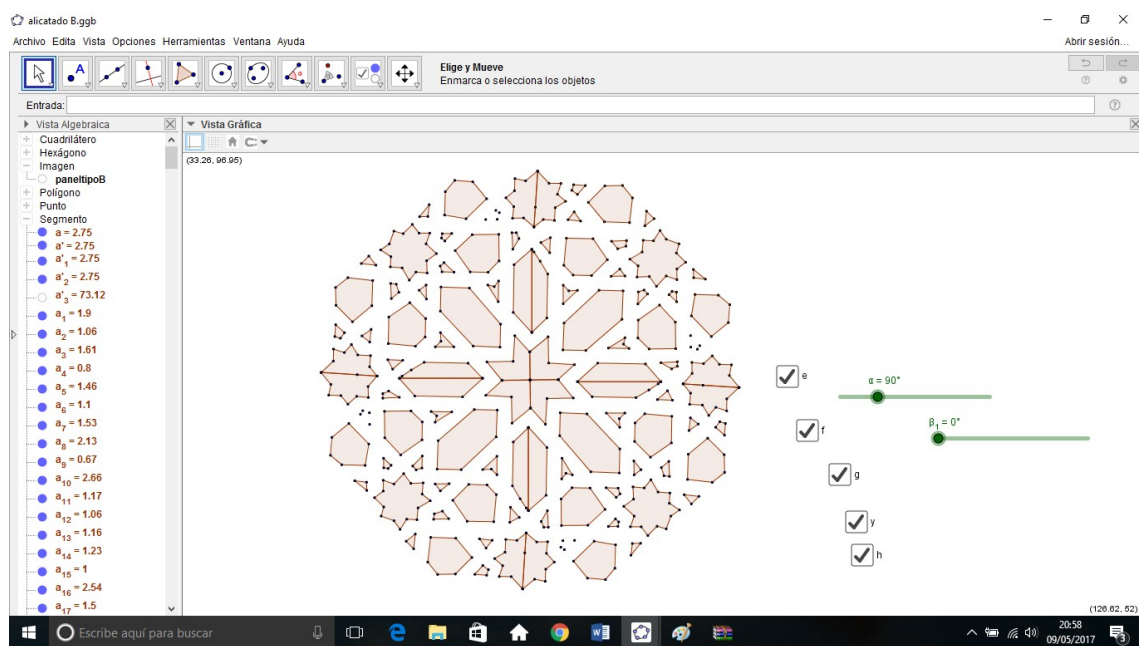 alicatado B.ggb
Archivo Edita Vista Opciones Herramientas Ventana Ayuda
Abrir sesión...
Elige y Mueve
Enmarca o selecciona los objetos
Entrada:
Vista Algebraica
Vista Gráfica
Cuadrilátero
Hexágono
Imagen
paneltipoB
Polígono
Punto
Segmento
a = 2.75
a' = 2.75
a'₁ = 2.75
a'₂ = 2.75
a'₃ = 73.12
a₁ = 1.9
a₂ = 1.06
a₃ = 1.61
a₄ = 0.8
a₅ = 1.46
a₆ = 1.1
a₇ = 1.53
a₈ = 2.13
a₉ = 0.67
a₁₀ = 2.66
a₁₁ = 1.17
a₁₂ = 1.06
a₁₃ = 1.16
a₁₄ = 1.23
a₁₅ = 1
a₁₆ = 2.54
a₁₇ = 1.5
(33.26, 96.95)
e
α = 90°
f
β₁ = 0°
g
y
h
(126.62, 52)
Escribe aquí para buscar
20:58
09/05/2017